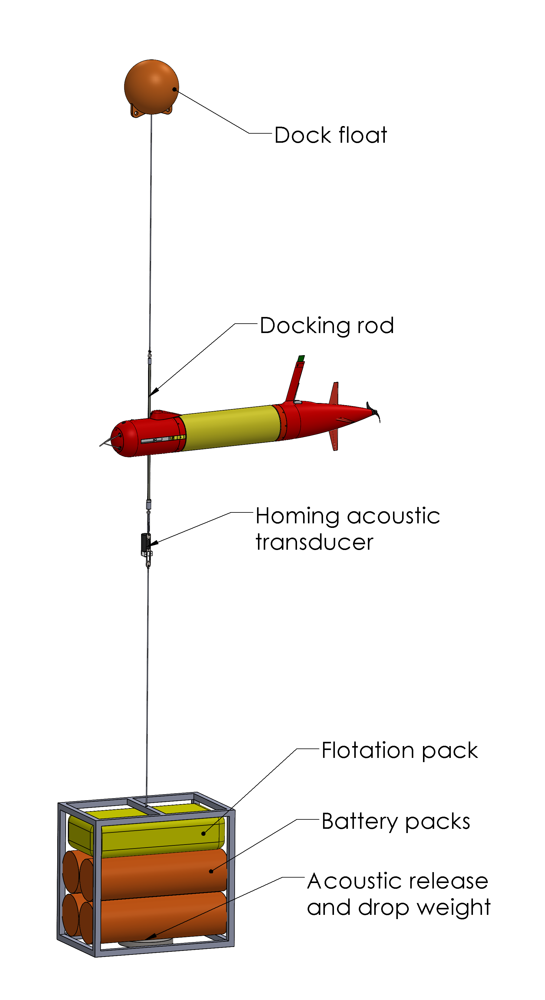 Dock float
Docking rod
Homing acoustic
transducer
Flotation pack
Battery packs
Acoustic release
and drop weight